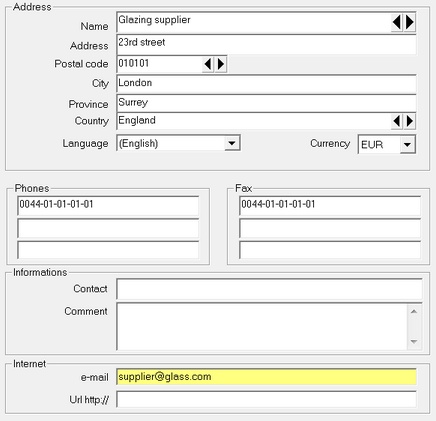 Address
Name Glazing supplier
Address 23rd street
Postal code 010101
City London
Province Surrey
Country England
Language (English) Currency EUR
Phones Fax
0044-01-01-01-01 0044-01-01-01-01
Informations
Contact
Comment
Internet
e-mail supplier@glass.com
Url http://